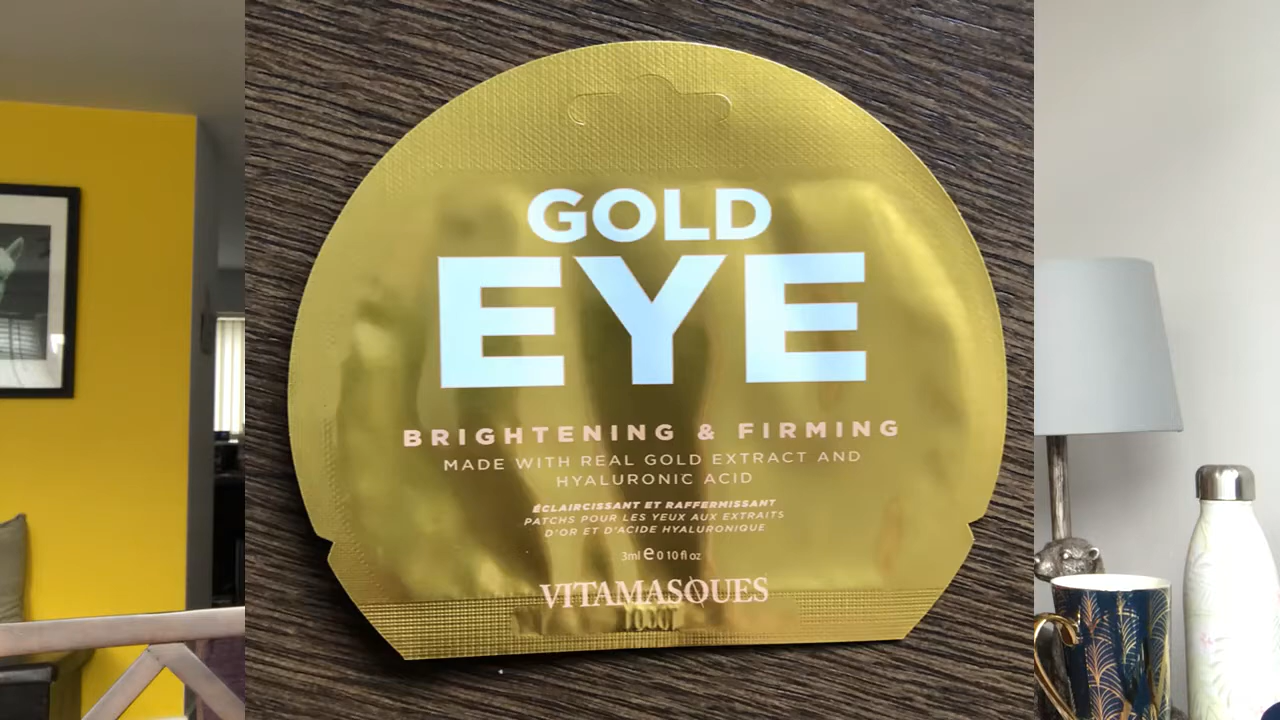 GOLD
EYE
BRIGHTENING & FIRMING
MADE WITH REAL GOLD EXTRACT AND
HYALURONIC ACID
ÉCLAIRCISSANT ET RAFFERMISSANT
PATCHS POUR LES YEUX AUX EXTRAITS
D'OR ET D'ACIDE HYALURONIQUE
3ml e 0 10 fl oz
VITAMASQUES